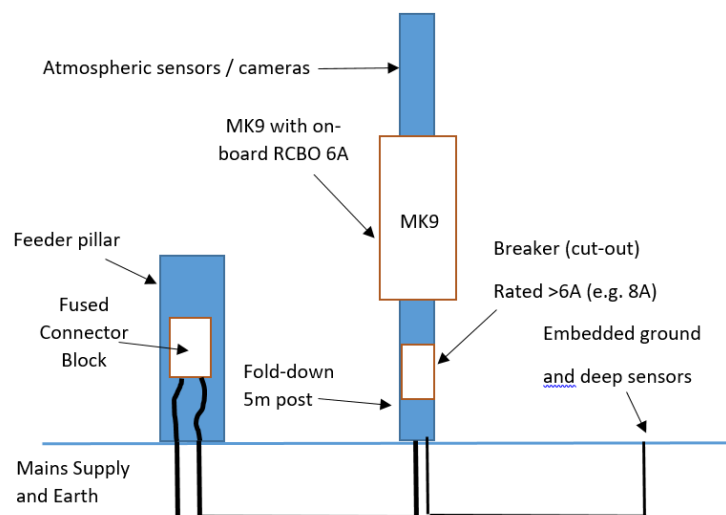 Atmospheric sensors / cameras
MK9 with on-
board RCBO 6A
MK9
Feeder pillar
Fused
Connector
Block
Breaker (cut-out)
Rated >6A (e.g. 8A)
Embedded ground
and deep sensors
Fold-down
5m post
Mains Supply
and Earth